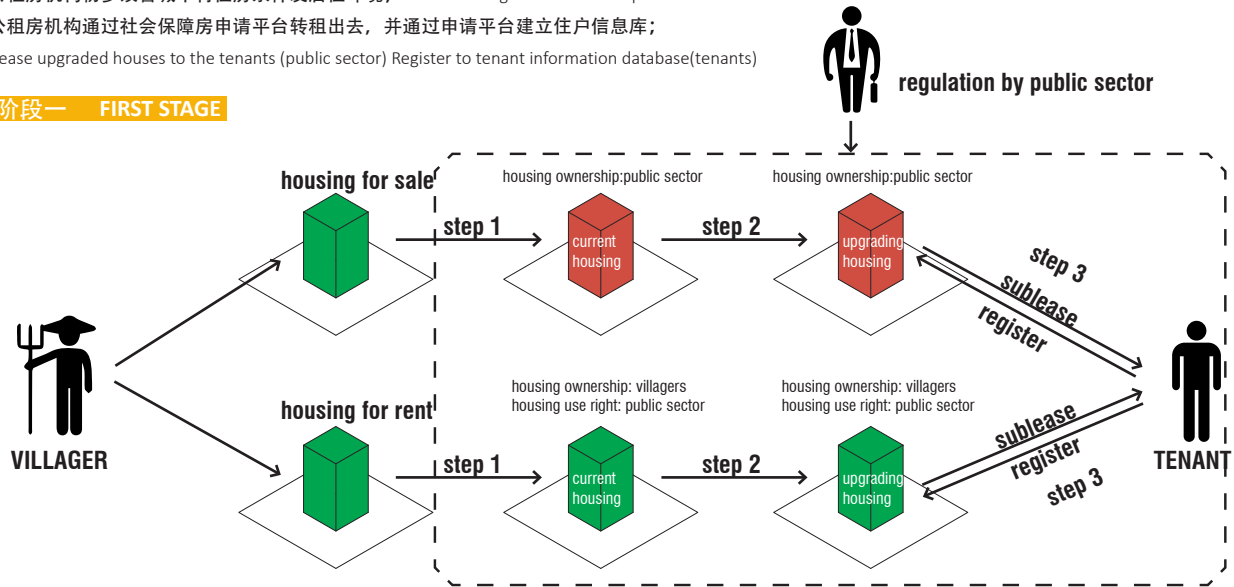 公租房机构通过社会保障房申请平台转租出去，并通过申请平台建立住户信息库；
ease upgraded houses to the tenants (public sector) Register to tenant information database(tenants)
阶段一 FIRST STAGE
regulation by public sector
housing for sale
housing ownership:public sector
housing ownership:public sector
step 1
current
housing
step 2
upgrading
housing
step 3
sublease
register
VILLAGER
housing for rent
housing ownership: villagers
housing use right: public sector
housing ownership: villagers
housing use right: public sector
step 1
current
housing
step 2
upgrading
housing
sublease
register
step 3
TENANT